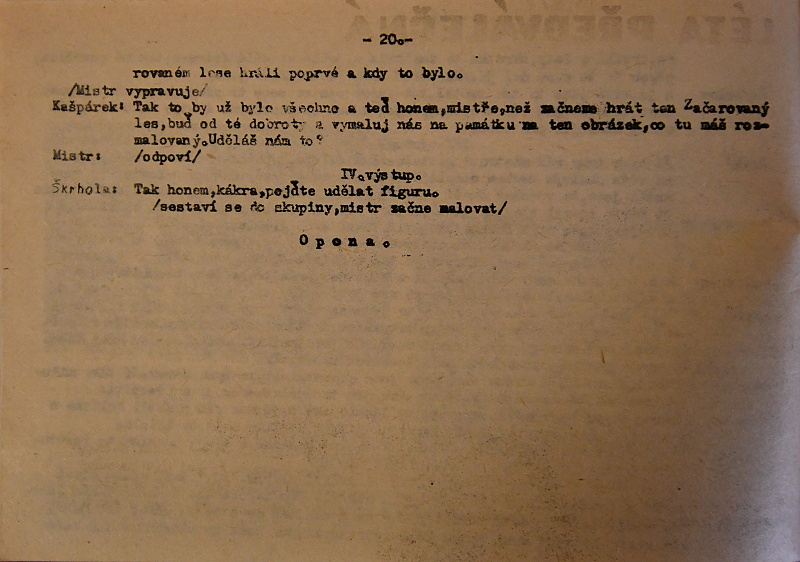 LÉTA PŘEDVÁLEČNÁ
- 20.-
rovaném lese hráli poprvé a kdy to bylo.
/Mistr vypravuje/
Kašpárek: Tak to by už bylo všechno a teď honem,mistře,než začneme hrát ten Začarovaný
les,buď od té dobroty a vymaluj nás na památku na ten obrázek,co tu máš roz-
malovaný.Uděláš nám to?
Mistr: /odpoví/
IV.výstup.
Škrhola: Tak honem,kákra,pojďte udělat figuru.
/sestaví se do skupiny,mistr začne malovat/
O p o n a .